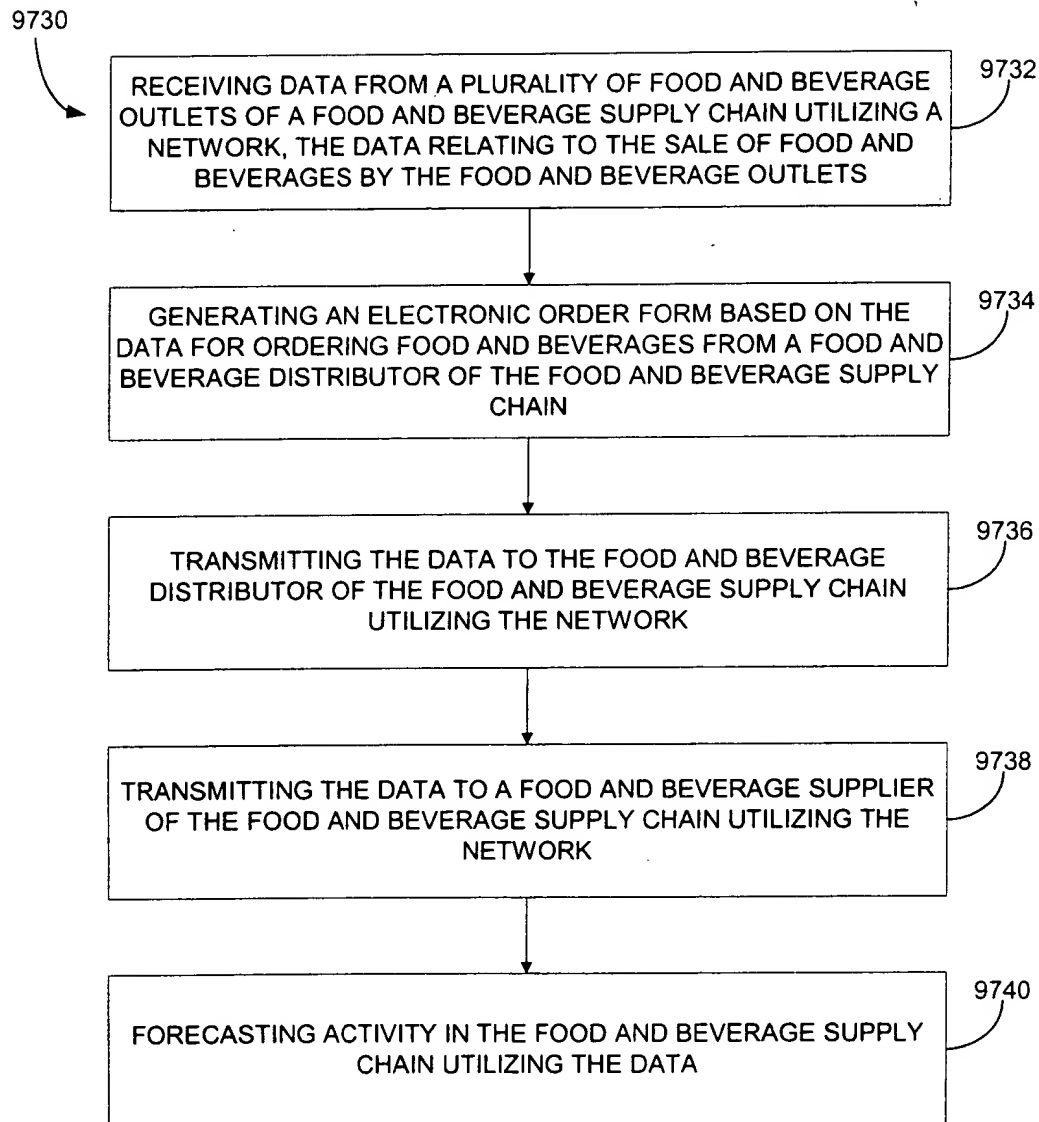 9730
9732
RECEIVING DATA FROM A PLURALITY OF FOOD AND BEVERAGE
OUTLETS OF A FOOD AND BEVERAGE SUPPLY CHAIN UTILIZING A
NETWORK, THE DATA RELATING TO THE SALE OF FOOD AND
BEVERAGES BY THE FOOD AND BEVERAGE OUTLETS
9734
GENERATING AN ELECTRONIC ORDER FORM BASED ON THE
DATA FOR ORDERING FOOD AND BEVERAGES FROM A FOOD AND
BEVERAGE DISTRIBUTOR OF THE FOOD AND BEVERAGE SUPPLY
CHAIN
9736
TRANSMITTING THE DATA TO THE FOOD AND BEVERAGE
DISTRIBUTOR OF THE FOOD AND BEVERAGE SUPPLY CHAIN
UTILIZING THE NETWORK
9738
TRANSMITTING THE DATA TO A FOOD AND BEVERAGE SUPPLIER
OF THE FOOD AND BEVERAGE SUPPLY CHAIN UTILIZING THE
NETWORK
9740
FORECASTING ACTIVITY IN THE FOOD AND BEVERAGE SUPPLY
CHAIN UTILIZING THE DATA